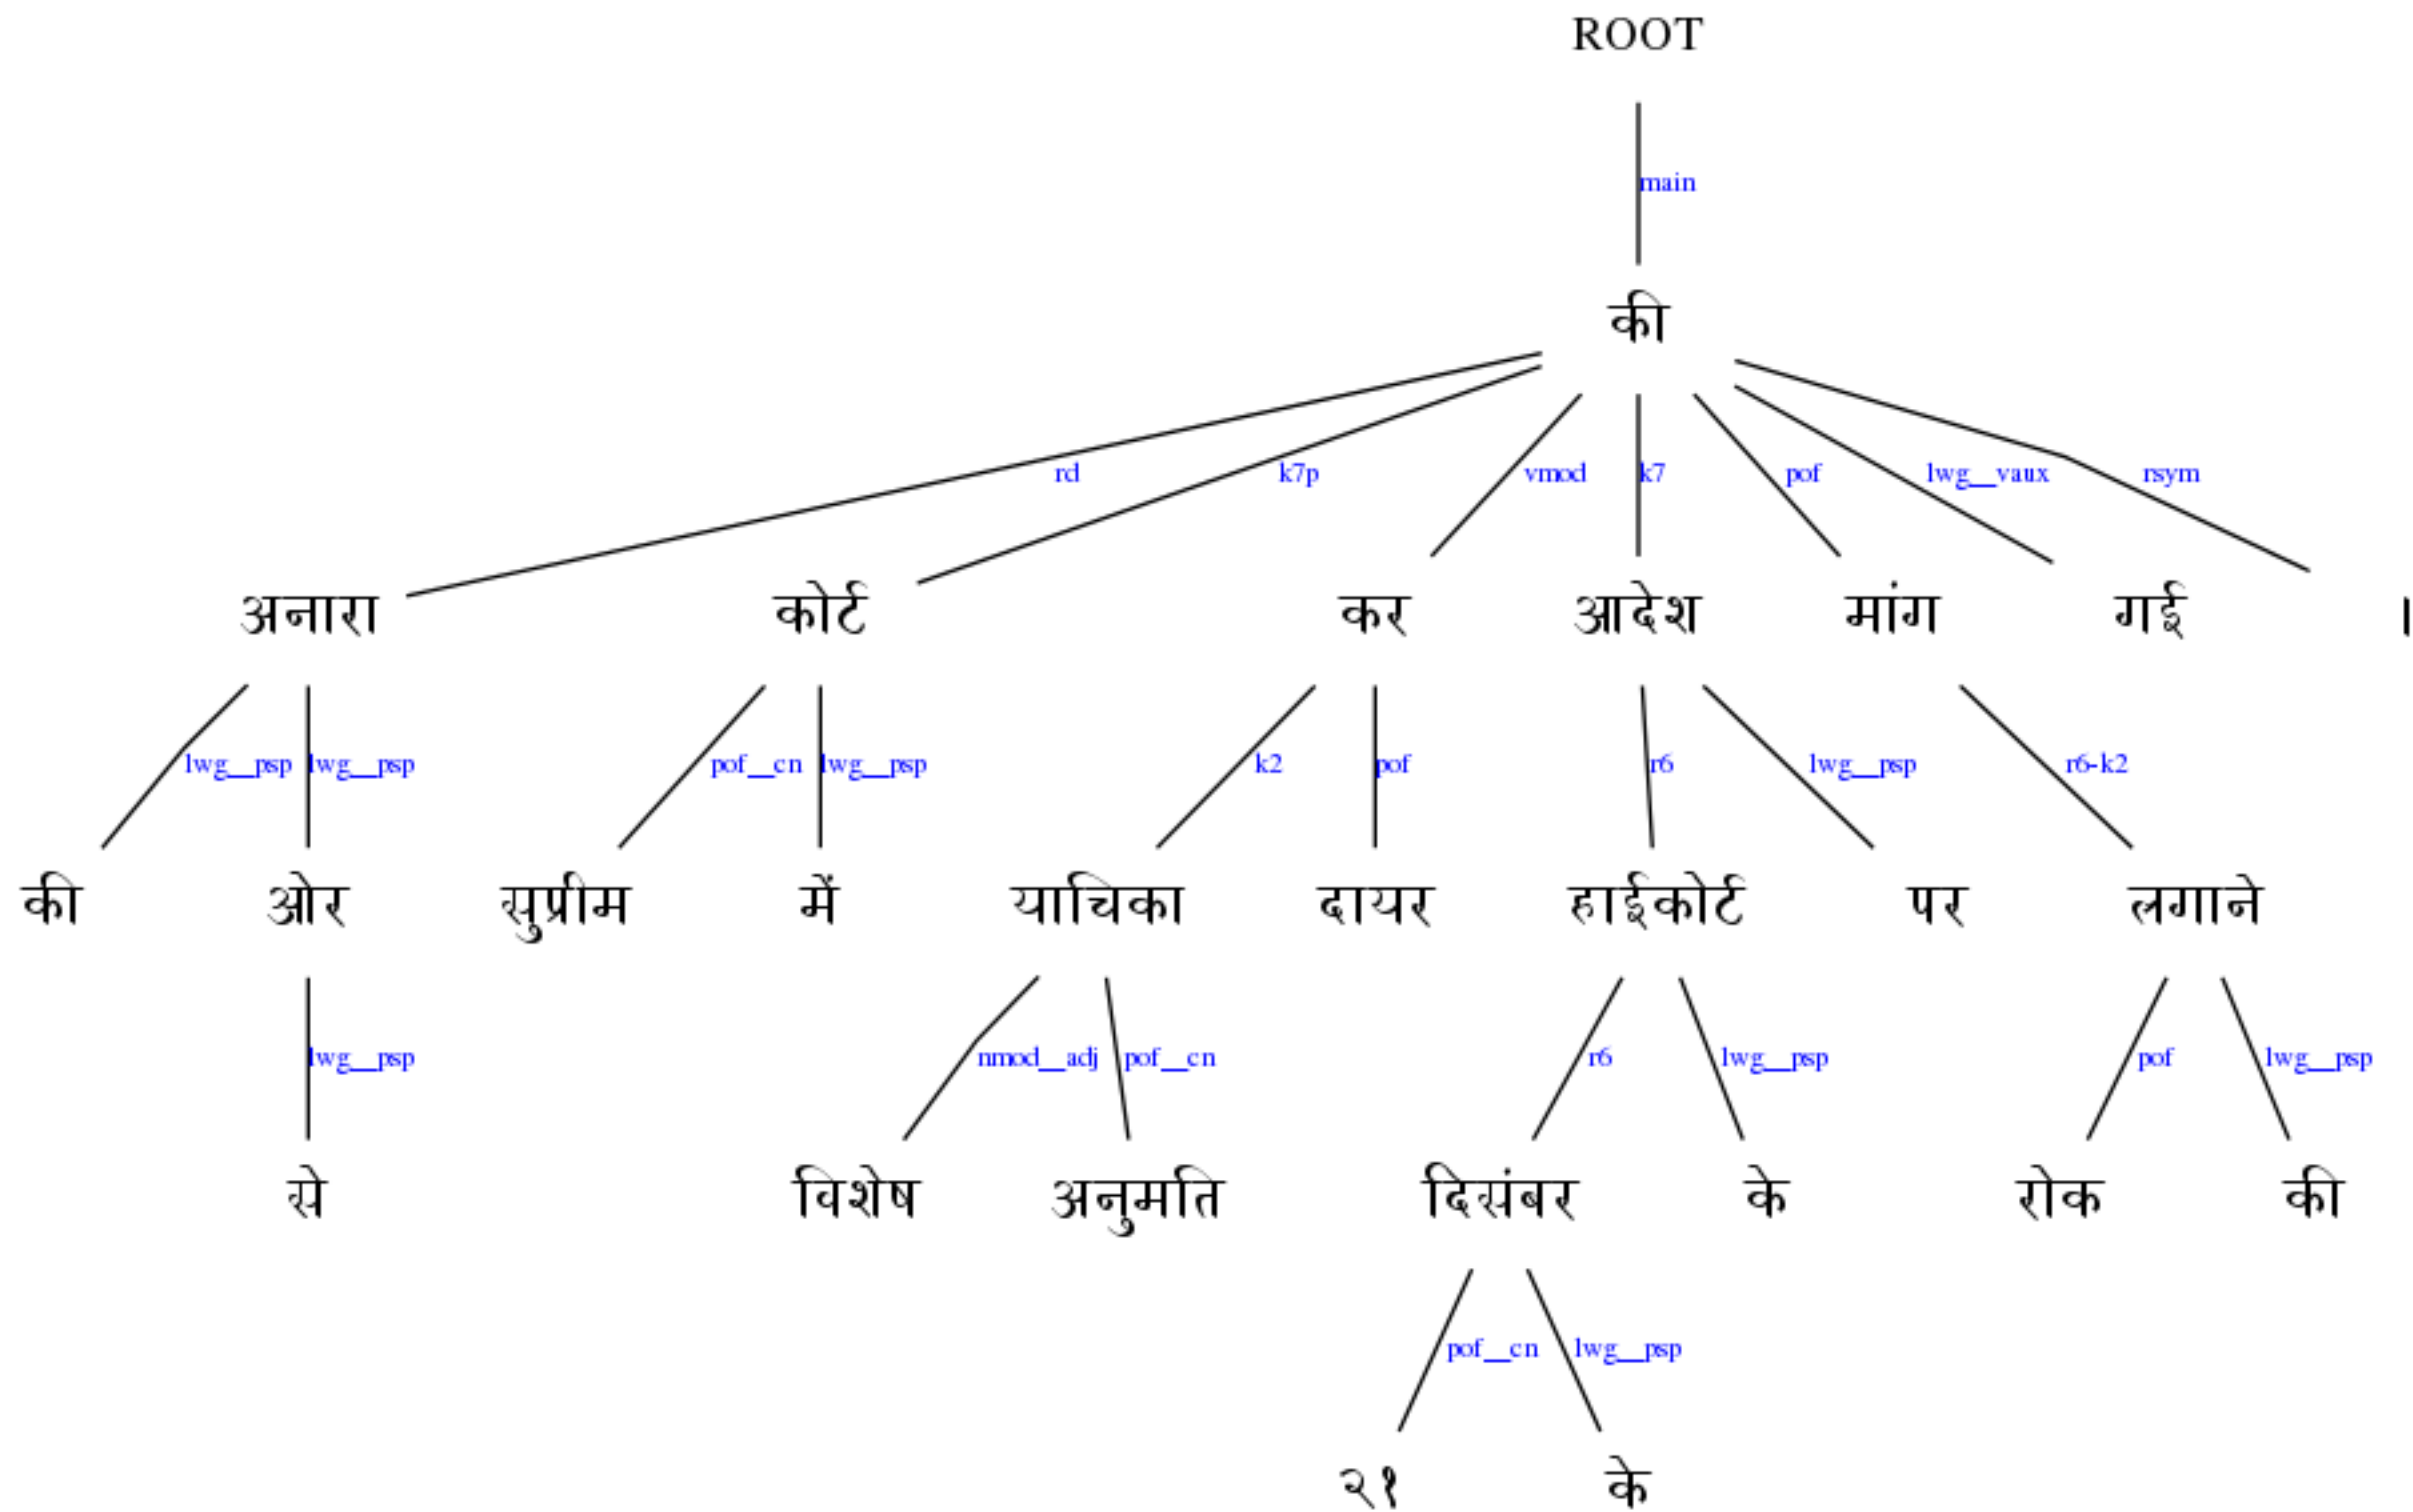 ROOT
main
की
rd k7p vmod k7 pof lwg__vaux rsym
अनारा कोर्ट कर आदेश मांग गई ।
lwg__psp lwg__psp pof__cn lwg__psp k2 pof r6 lwg__psp r6-k2
की ओर सुप्रीम में याचिका दायर हाईकोर्ट पर लगाने
lwg__psp nmod__adj pof__cn r6 lwg__psp pof lwg__psp
से विशेष अनुमति दिसंबर के रोक की
pof__cn lwg__psp
२१ के